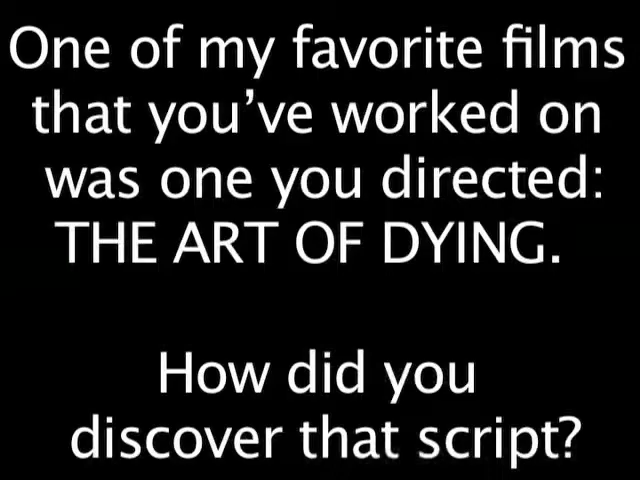 One of my favorite films
that you’ve worked on
was one you directed:
THE ART OF DYING.
How did you
discover that script?